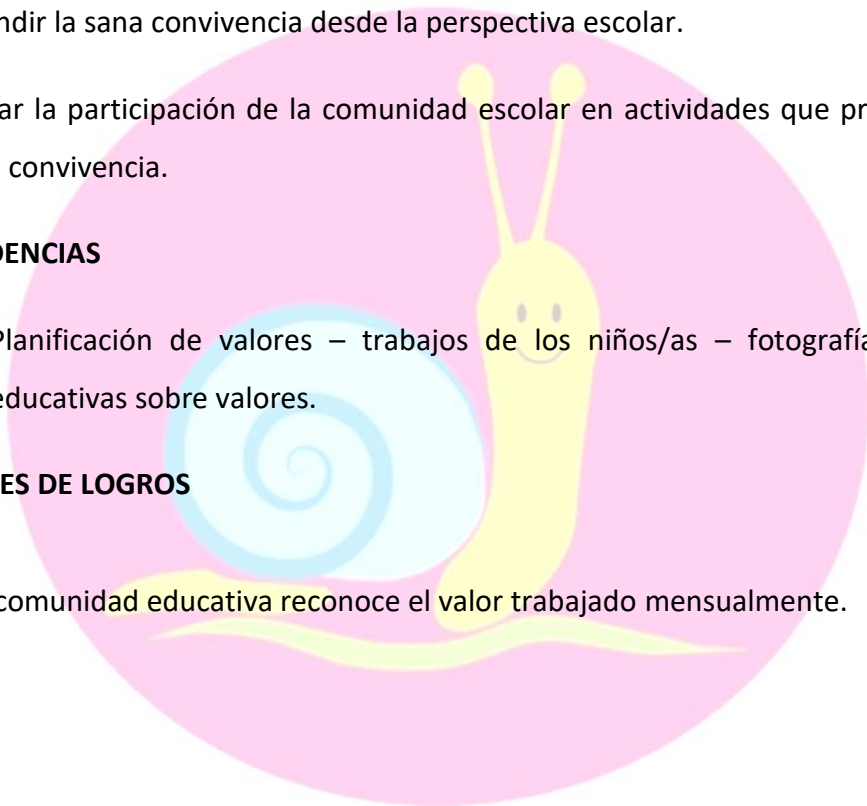 ndir la sana convivencia desde la perspectiva escolar.
ar la participación de la comunidad escolar en actividades que pr
convivencia.
DENCIAS
Planificación de valores – trabajos de los niños/as – fotografía
educativas sobre valores.
ES DE LOGROS
comunidad educativa reconoce el valor trabajado mensualmente.